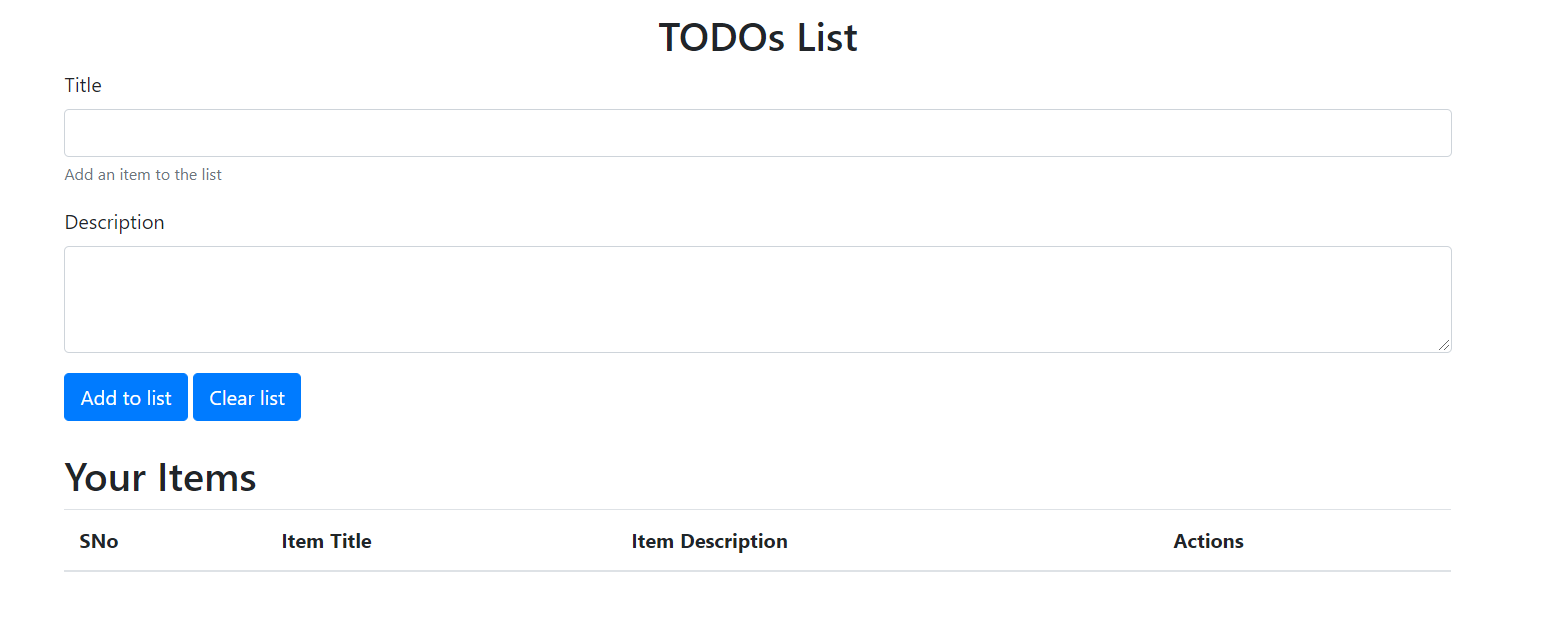 TODOs List
Title
Add an item to the list
Description
Add to list Clear list
Your Items
SNo Item Title Item Description Actions